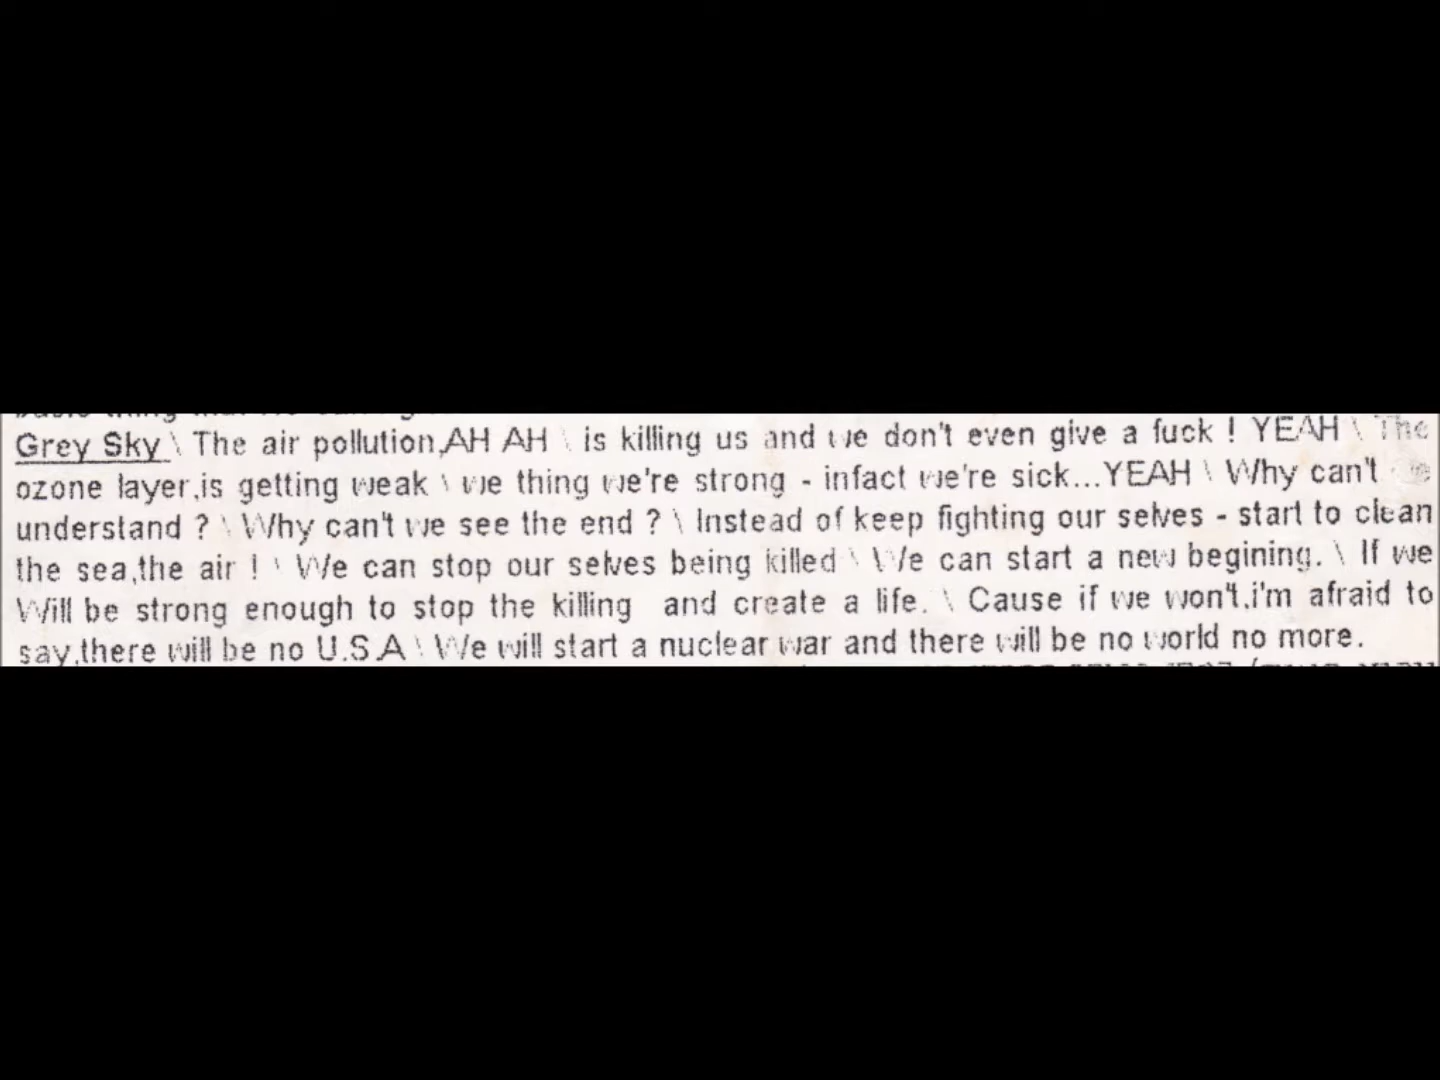 Grey Sky \ The air pollution,AH AH \ is killing us and we don't even give a fuck ! YEAH \ The
ozone layer,is getting weak \ we thing we're strong - infact we're sick...YEAH \ Why can't we
understand ? \ Why can't we see the end ? \ Instead of keep fighting our selves - start to clean
the sea,the air ! \ We can stop our selves being killed \ We can start a new begining. \ If we
Will be strong enough to stop the killing and create a life. \ Cause if we won't,i'm afraid to
say,there will be no U.S.A \ We will start a nuclear war and there will be no world no more.